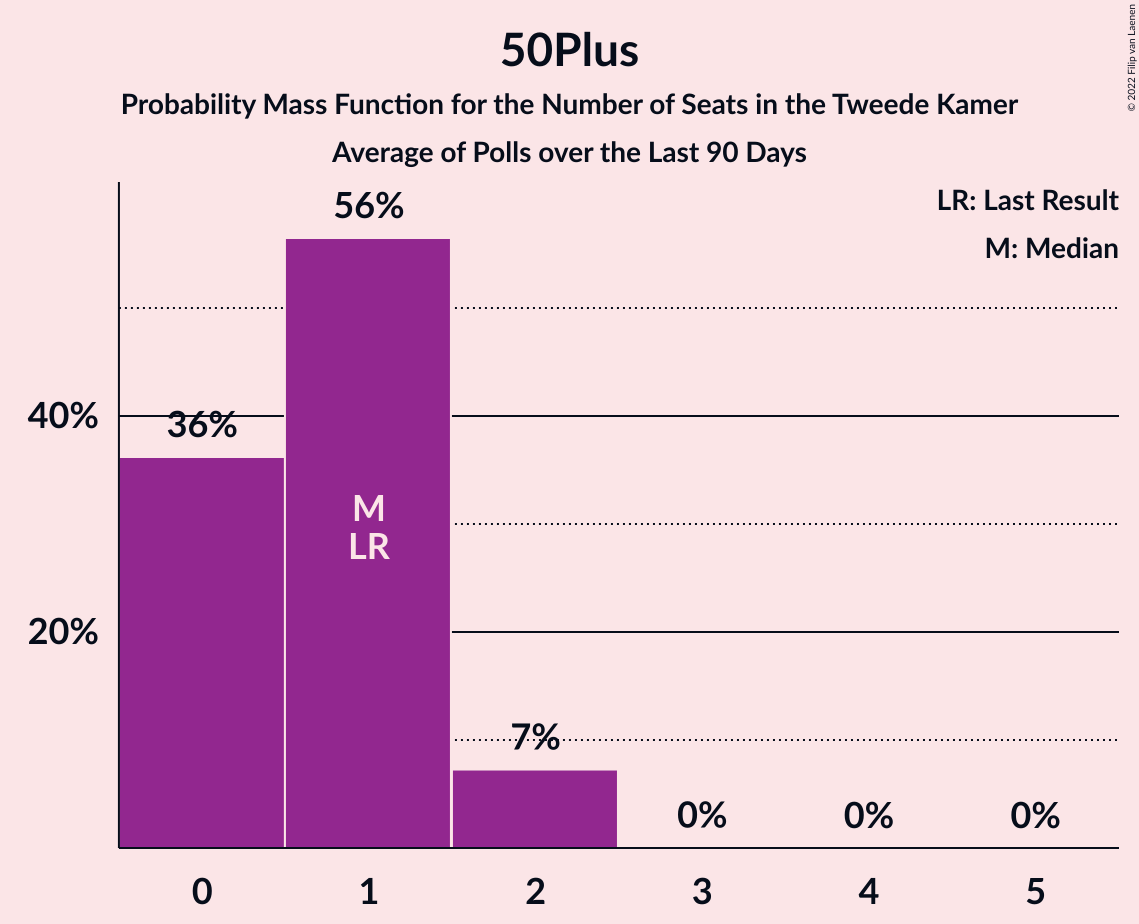 50Plus
Probability Mass Function for the Number of Seats in the Tweede Kamer
Average of Polls over the Last 90 Days
© 2022 Filip van Laenen
LR: Last Result
M: Median
56%
40%
36%
M
LR
20%
7%
0%
0%
0%
0
1
2
3
4
5